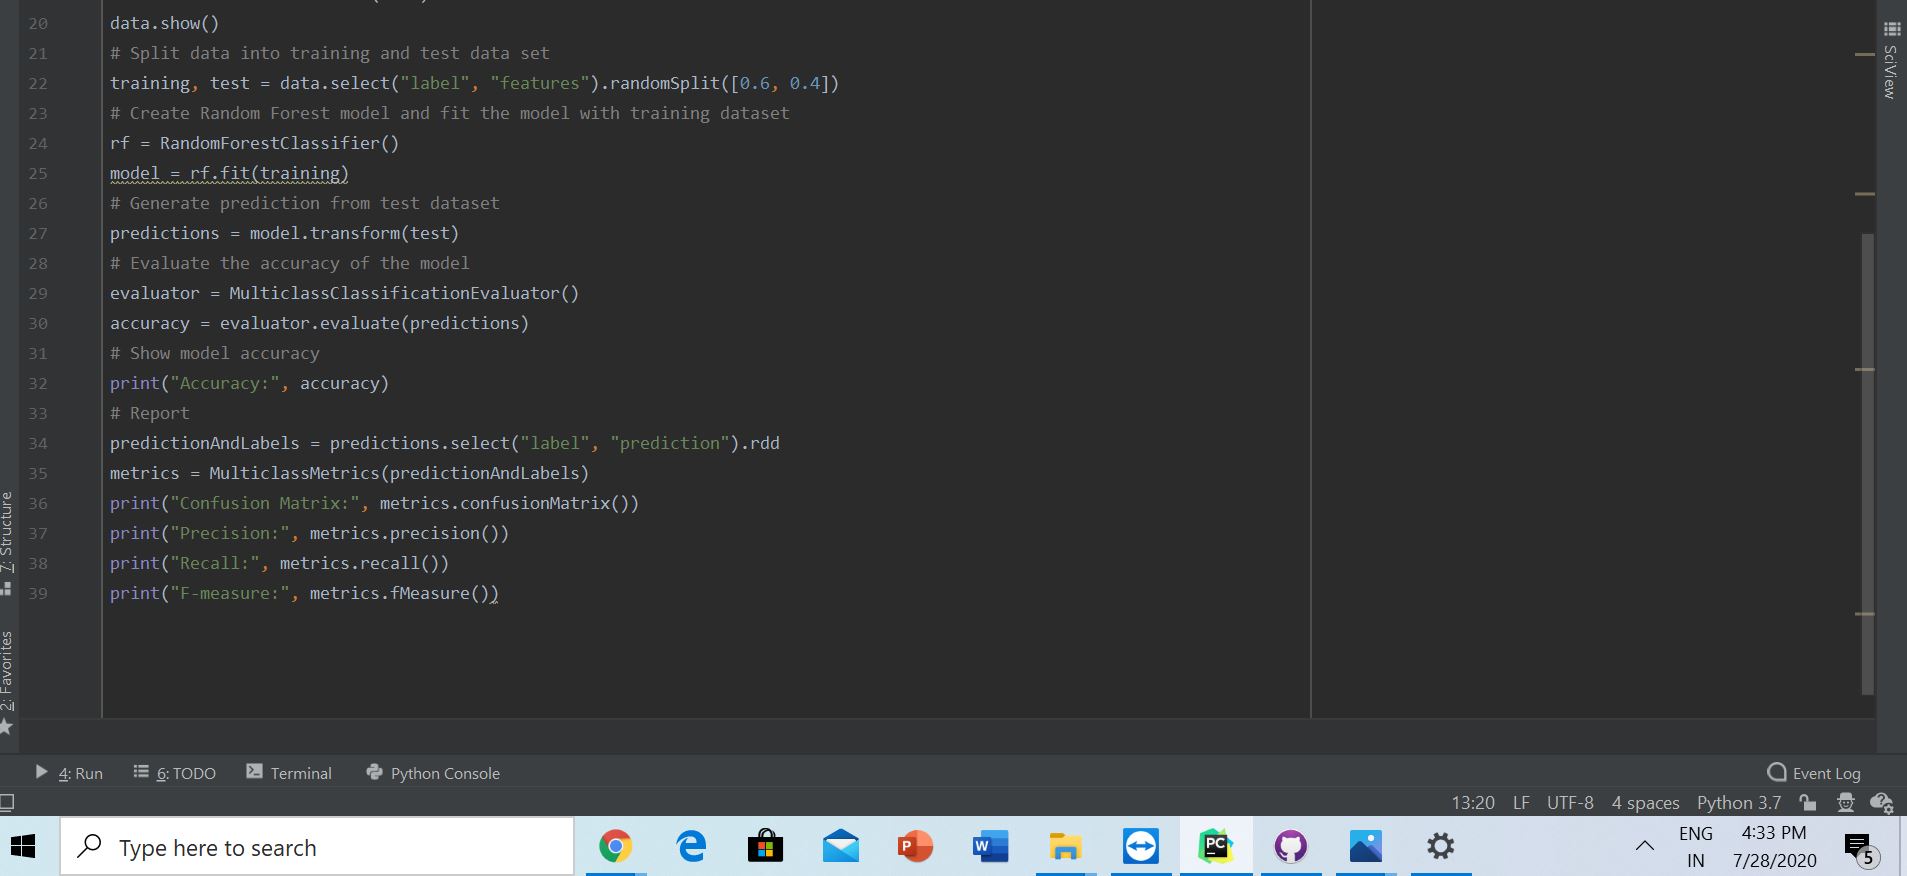 20 data.show()
21 # Split data into training and test data set
22 training, test = data.select("label", "features").randomSplit([0.6, 0.4])
23 # Create Random Forest model and fit the model with training dataset
24 rf = RandomForestClassifier()
25 model = rf.fit(training)
26 # Generate prediction from test dataset
27 predictions = model.transform(test)
28 # Evaluate the accuracy of the model
29 evaluator = MulticlassClassificationEvaluator()
30 accuracy = evaluator.evaluate(predictions)
31 # Show model accuracy
32 print("Accuracy:", accuracy)
33 # Report
34 predictionAndLabels = predictions.select("label", "prediction").rdd
35 metrics = MulticlassMetrics(predictionAndLabels)
36 print("Confusion Matrix:", metrics.confusionMatrix())
37 print("Precision:", metrics.precision())
38 print("Recall:", metrics.recall())
39 print("F-measure:", metrics.fMeasure())
SciView
7: Structure
2: Favorites
4: Run 6: TODO Terminal Python Console Event Log
13:20 LF UTF-8 4 spaces Python 3.7
Type here to search
P W PC
ENG 4:33 PM
IN 7/28/2020 5